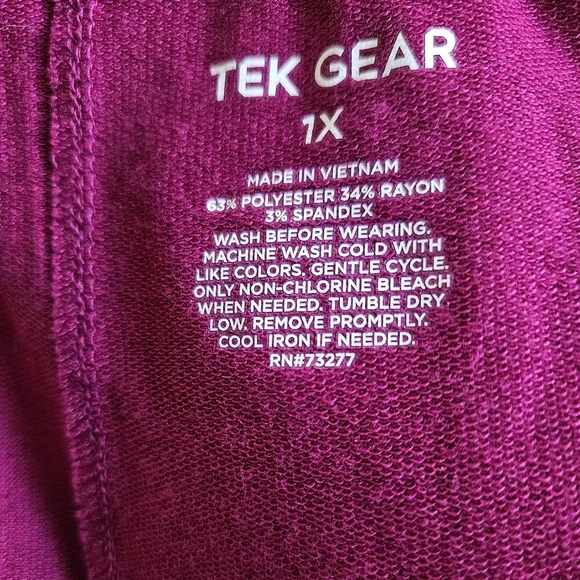 TEK GEAR
1X
MADE IN VIETNAM
63% POLYESTER 34% RAYON
3% SPANDEX
WASH BEFORE WEARING.
MACHINE WASH COLD WITH
LIKE COLORS. GENTLE CYCLE.
ONLY NON-CHLORINE BLEACH
WHEN NEEDED. TUMBLE DRY
LOW. REMOVE PROMPTLY.
COOL IRON IF NEEDED.
RN#73277